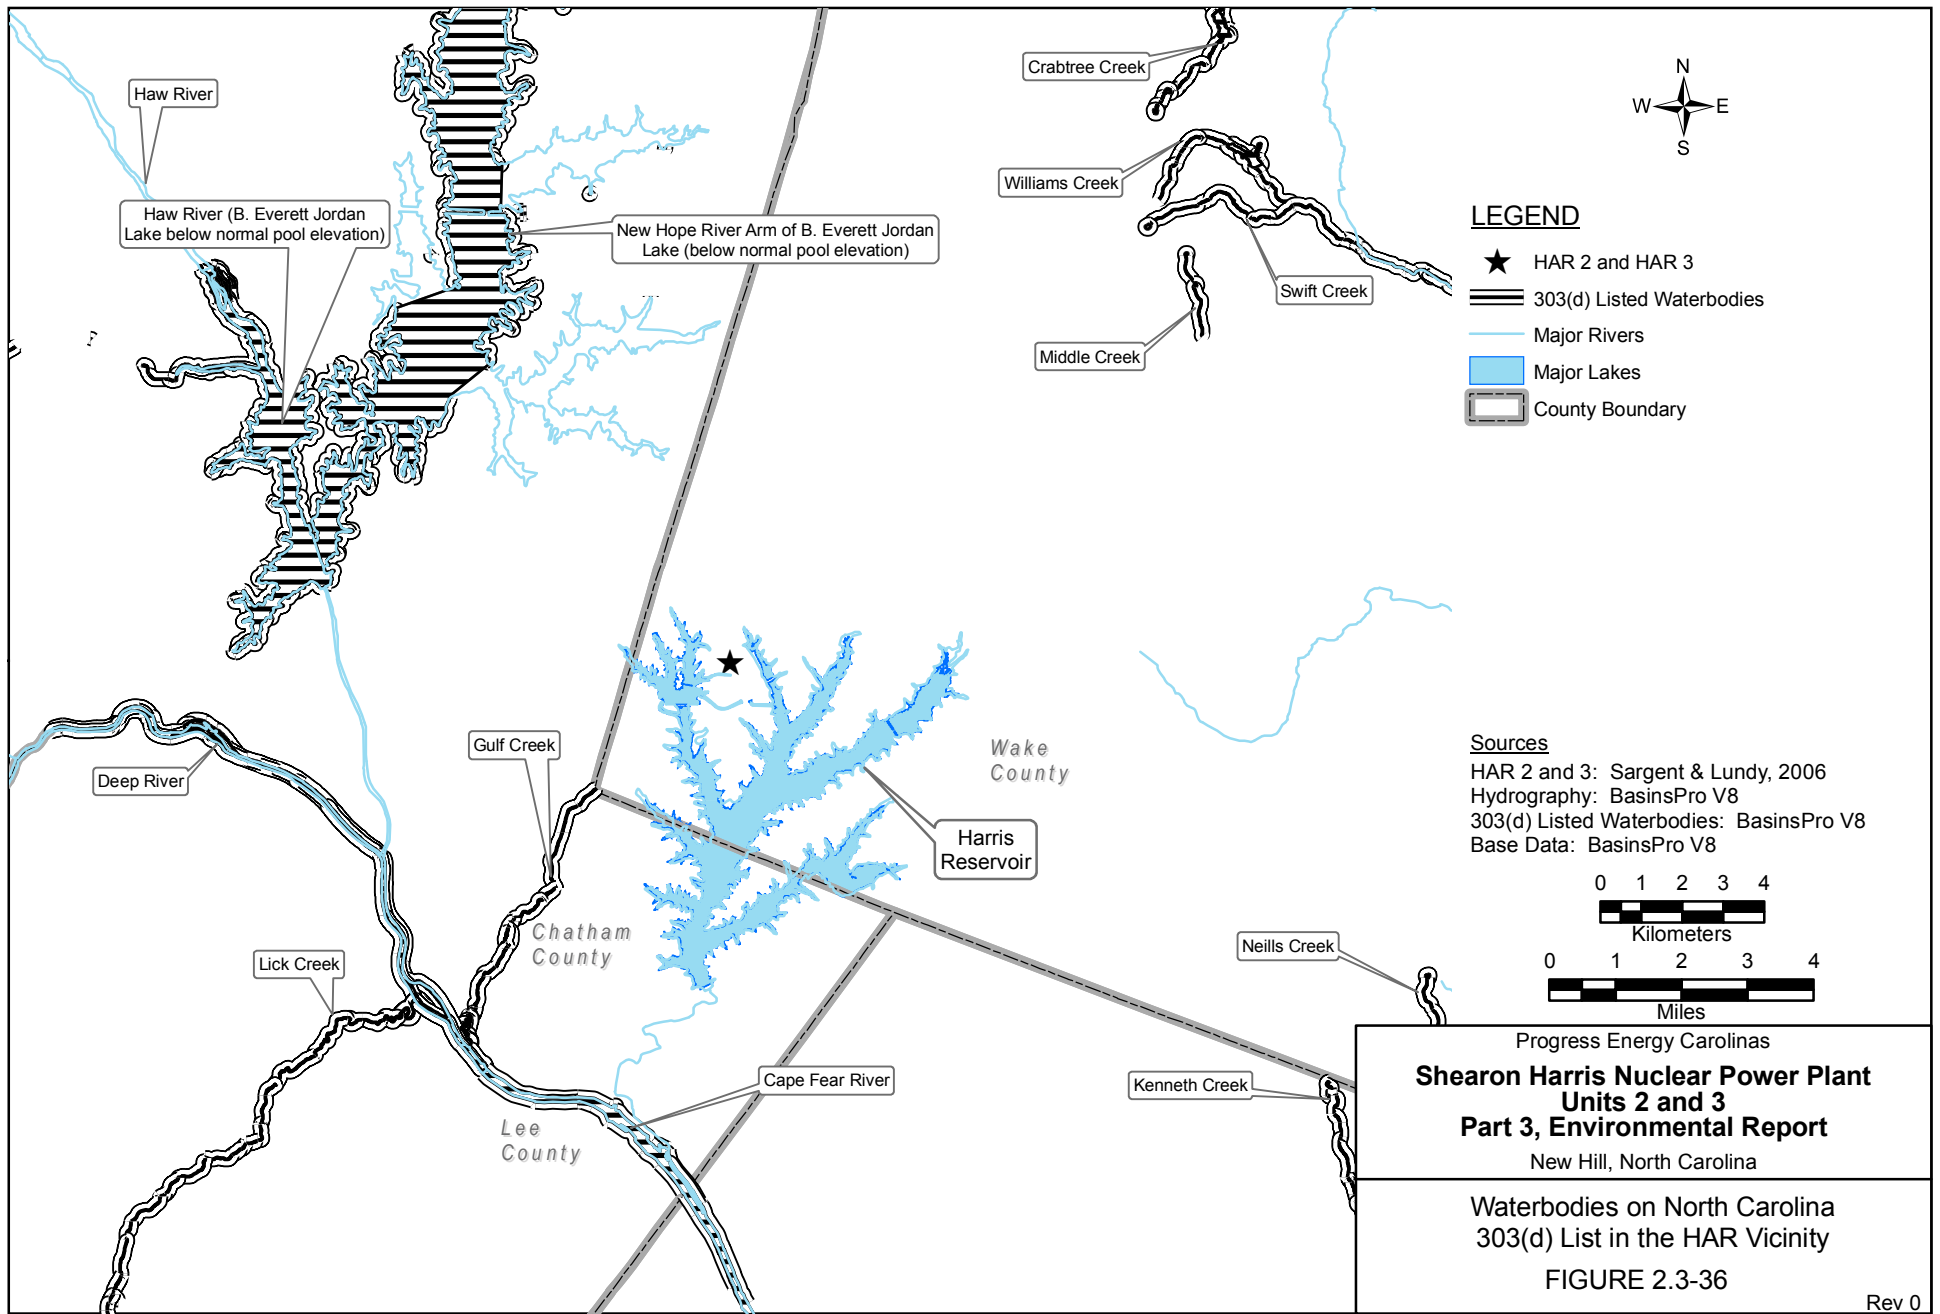 Haw River
Haw River (B. Everett Jordan
Lake below normal pool elevation)
New Hope River Arm of B. Everett Jordan
Lake (below normal pool elevation)
Crabtree Creek
Williams Creek
Swift Creek
Middle Creek
N
W
E
S
LEGEND
HAR 2 and HAR 3
303(d) Listed Waterbodies
Major Rivers
Major Lakes
County Boundary
Deep River
Gulf Creek
Wake
County
Harris
Reservoir
Chatham
County
Lick Creek
Cape Fear River
Lee
County
Neills Creek
Kenneth Creek
Sources
HAR 2 and 3: Sargent & Lundy, 2006
Hydrography: BasinsPro V8
303(d) Listed Waterbodies: BasinsPro V8
Base Data: BasinsPro V8
0 1 2 3 4
Kilometers
0 1 2 3 4
Miles
Progress Energy Carolinas
Shearon Harris Nuclear Power Plant
Units 2 and 3
Part 3, Environmental Report
New Hill, North Carolina
Waterbodies on North Carolina
303(d) List in the HAR Vicinity
FIGURE 2.3-36
Rev 0